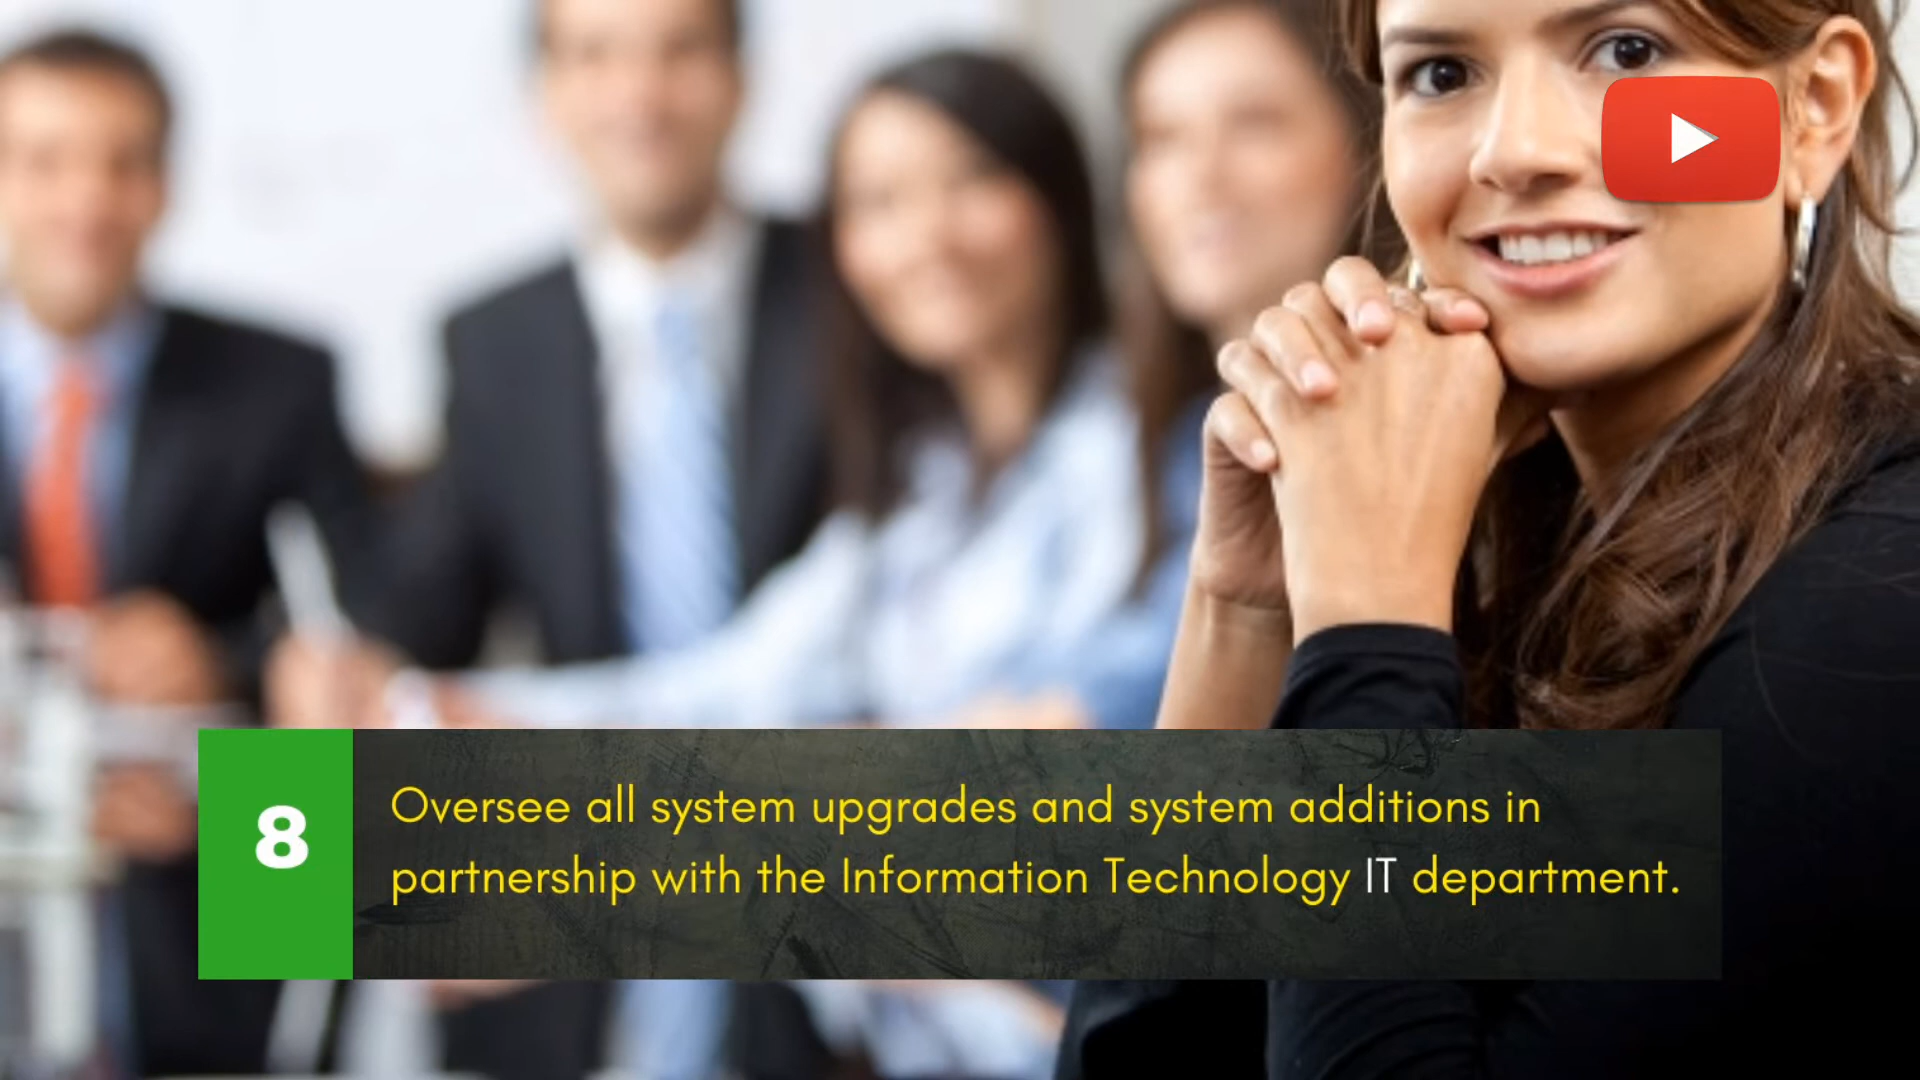 8
Oversee all system upgrades and system additions in
partnership with the Information Technology IT department.